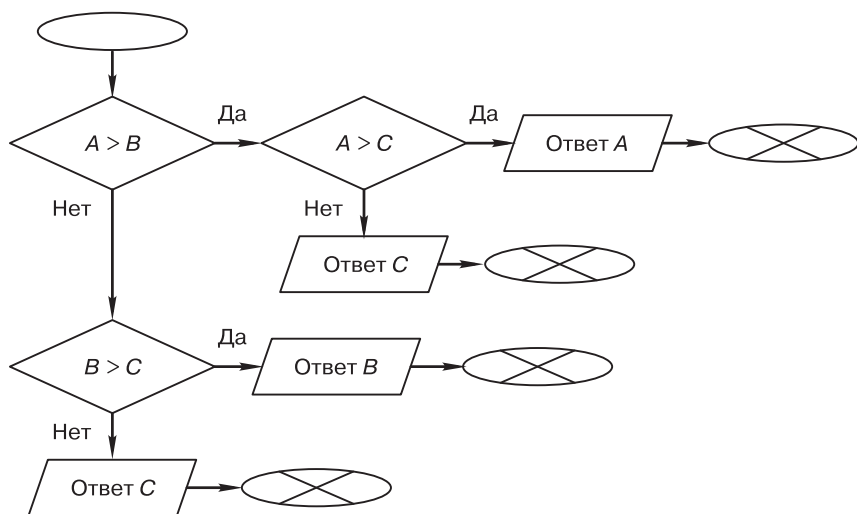 Да
Да
A > B
A > C
Ответ A
Нет
Нет
Ответ C
Да
B > C
Ответ B
Нет
Ответ C